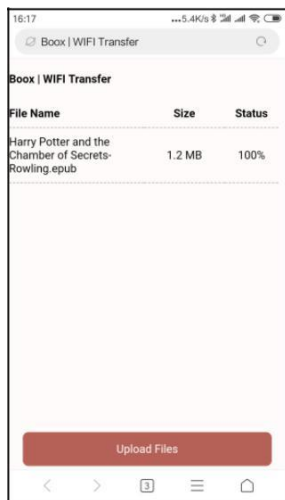 16:17 ...5.4K/s
Boox | WIFI Transfer
Boox | WIFI Transfer
File Name Size Status
Harry Potter and the
Chamber of Secrets- 1.2 MB 100%
Rowling.epub
Upload Files
3